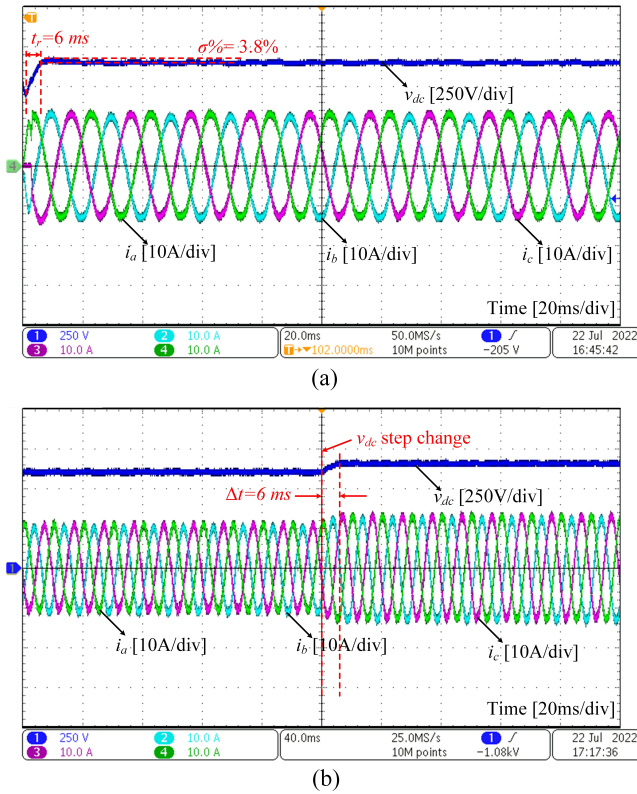 T
t_r=6 ms
σ%= 3.8%
v_dc [250V/div]
4
i_a [10A/div]
i_b [10A/div]
i_c [10A/div]
Time [20ms/div]
1 250 V 2 10.0 A 20.0ms 50.0MS/s 1 22 Jul 2022
3 10.0 A 4 10.0 A T→▼102.0000ms 10M points −205 V 16:45:42
(a)
v_dc step change
Δt=6 ms
v_dc [250V/div]
1
i_a [10A/div]
i_b [10A/div]
i_c [10A/div]
Time [20ms/div]
1 250 V 2 10.0 A 40.0ms 25.0MS/s 1 22 Jul 2022
3 10.0 A 4 10.0 A 10M points −1.08kV 17:17:36
(b)